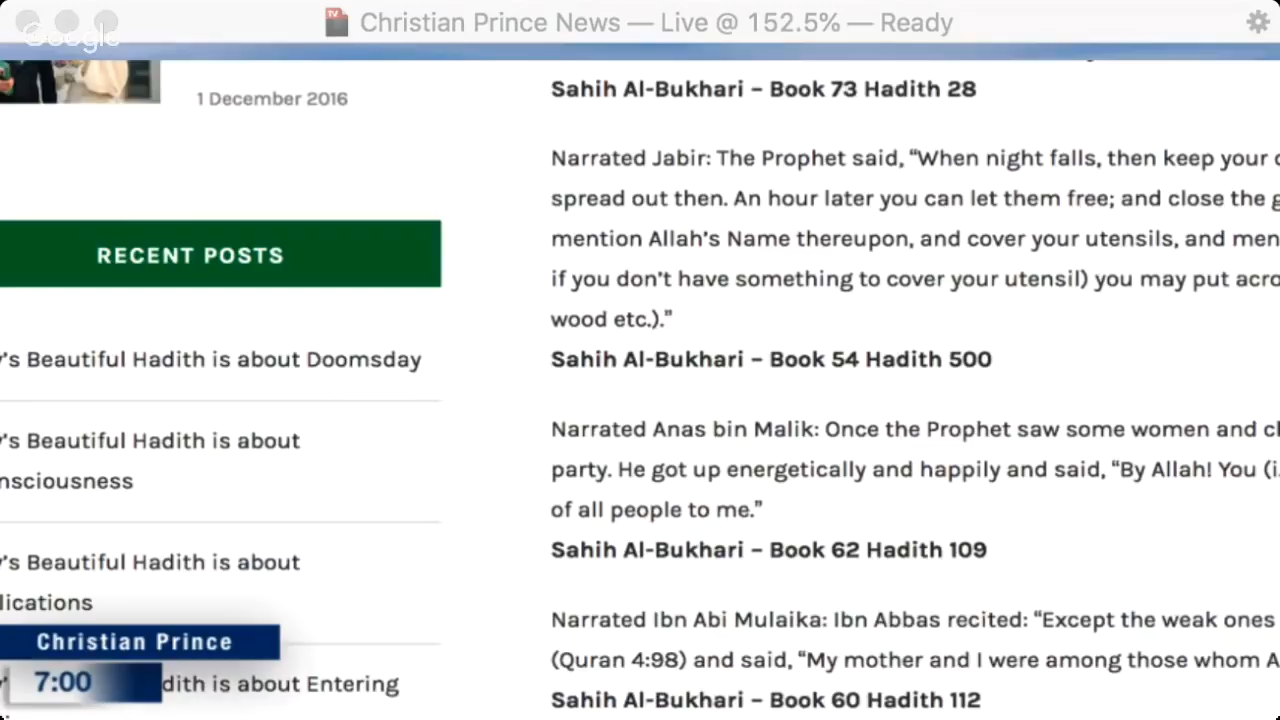 Christian Prince News — Live @ 152.5% — Ready
Google
1 December 2016
RECENT POSTS
's Beautiful Hadith is about Doomsday
's Beautiful Hadith is about
nsciousness
's Beautiful Hadith is about
lications
dith is about Entering
Christian Prince
7:00
Sahih Al-Bukhari – Book 73 Hadith 28
Narrated Jabir: The Prophet said, “When night falls, then keep your
spread out then. An hour later you can let them free; and close the
mention Allah’s Name thereupon, and cover your utensils, and men
if you don’t have something to cover your utensil) you may put acro
wood etc.).”
Sahih Al-Bukhari – Book 54 Hadith 500
Narrated Anas bin Malik: Once the Prophet saw some women and
party. He got up energetically and happily and said, “By Allah! You (i.
of all people to me.”
Sahih Al-Bukhari – Book 62 Hadith 109
Narrated Ibn Abi Mulaika: Ibn Abbas recited: “Except the weak ones
(Quran 4:98) and said, “My mother and I were among those whom A
Sahih Al-Bukhari – Book 60 Hadith 112